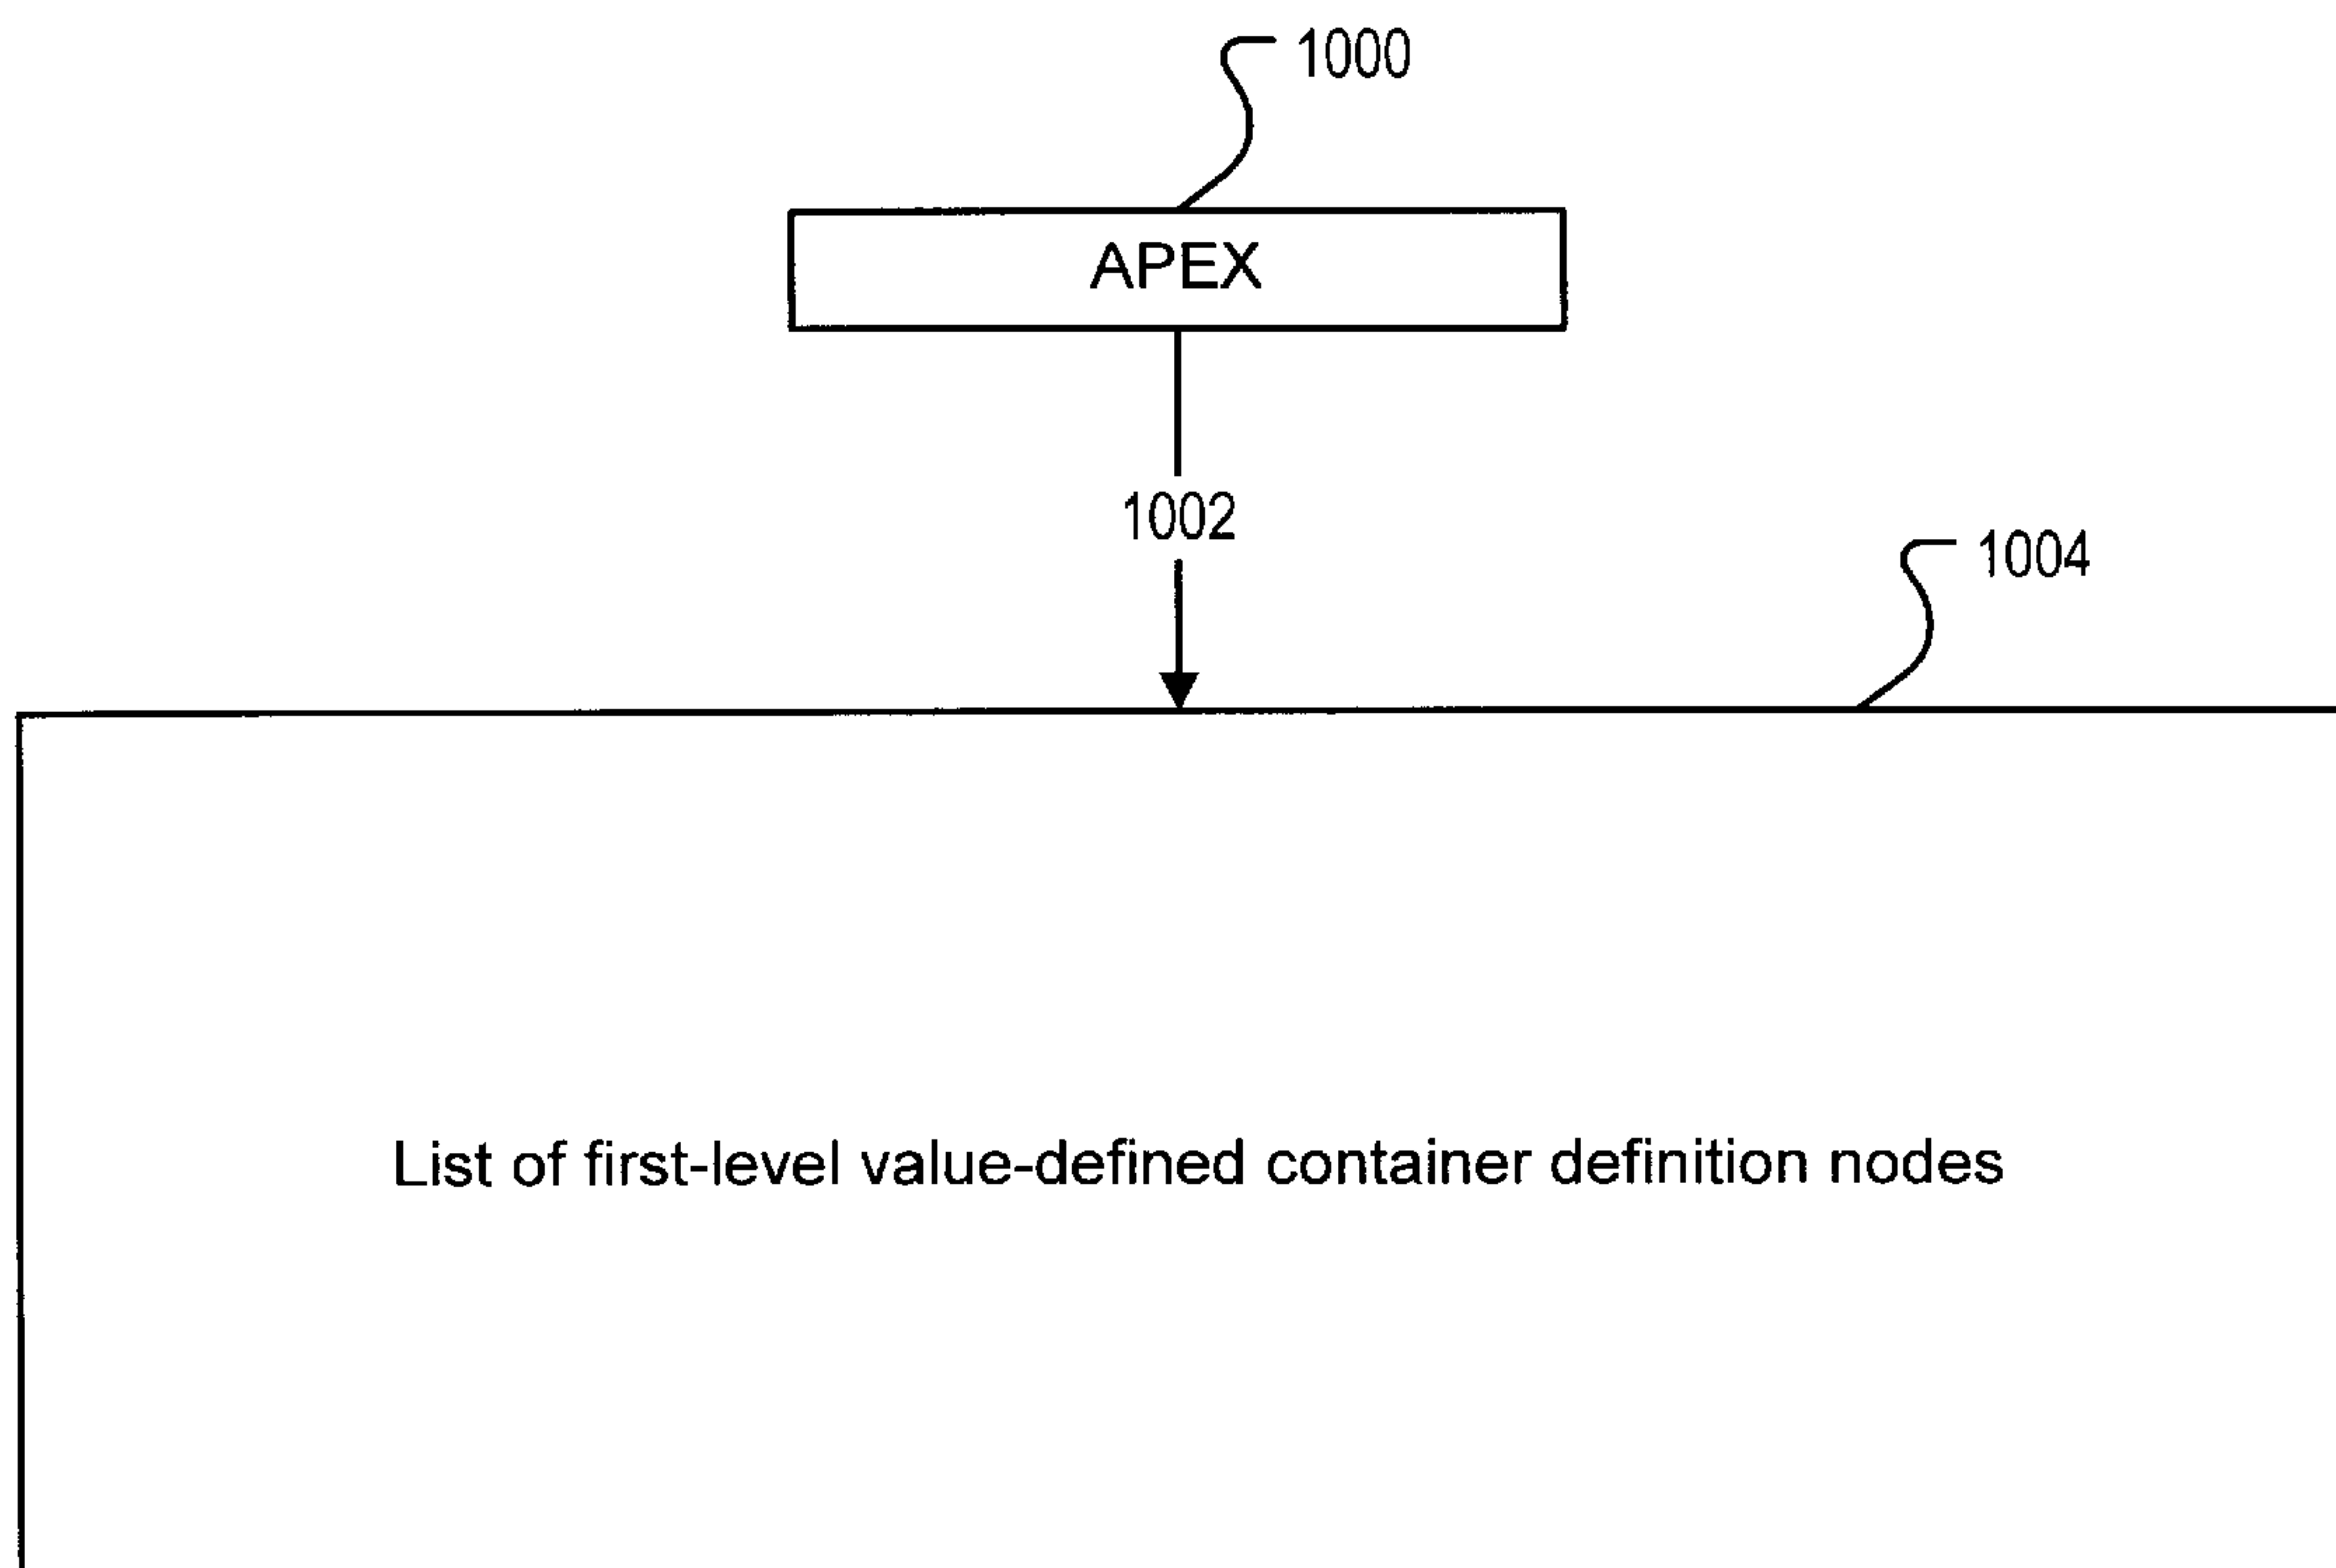 1000
APEX
1002
1004
List of first-level value-defined container definition nodes